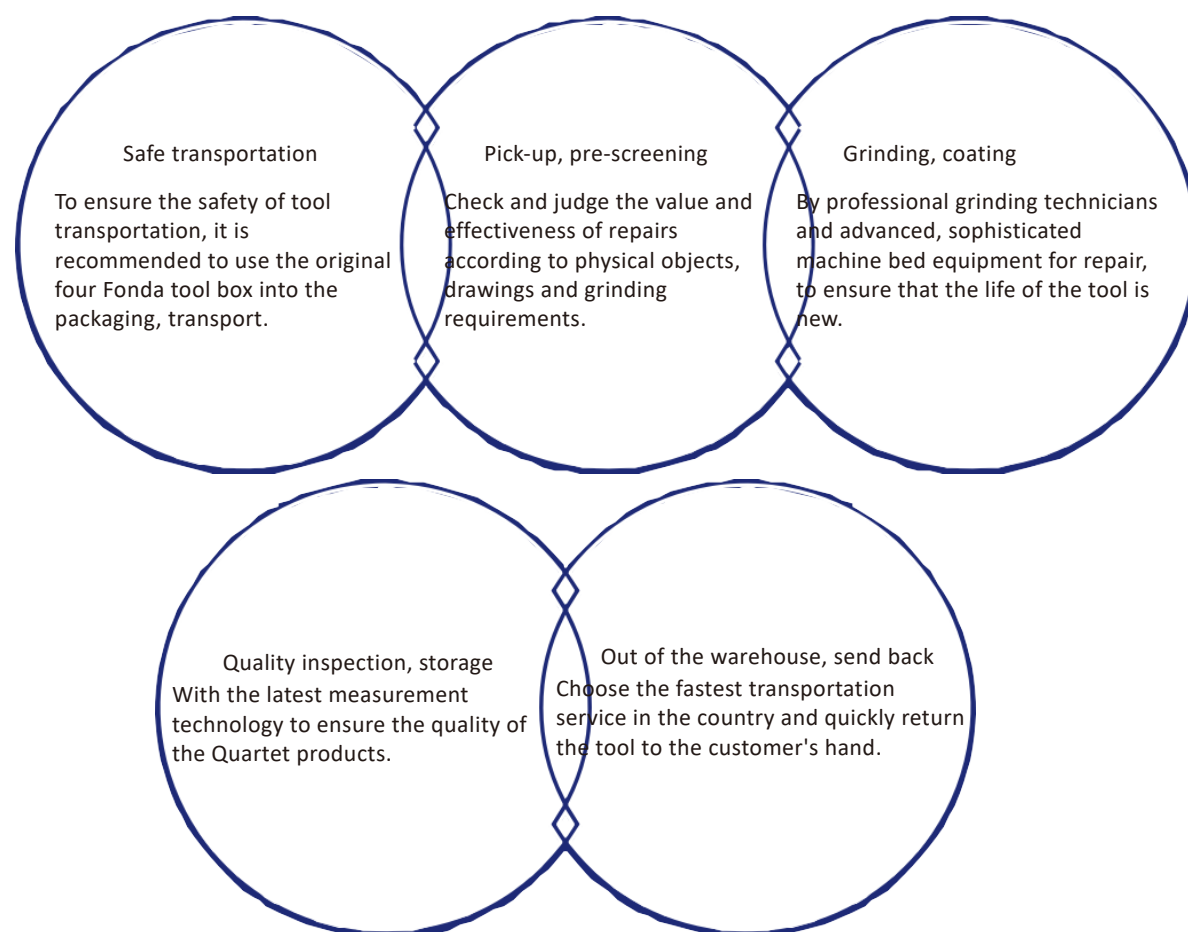 Safe transportation
To ensure the safety of tool
transportation, it is
recommended to use the original
four Fonda tool box into the
packaging, transport.
Pick-up, pre-screening
Check and judge the value and
effectiveness of repairs
according to physical objects,
drawings and grinding
requirements.
Grinding, coating
By professional grinding technicians
and advanced, sophisticated
machine bed equipment for repair,
to ensure that the life of the tool is
new.
Quality inspection, storage
With the latest measurement
technology to ensure the quality of
the Quartet products.
Out of the warehouse, send back
Choose the fastest transportation
service in the country and quickly return
the tool to the customer's hand.